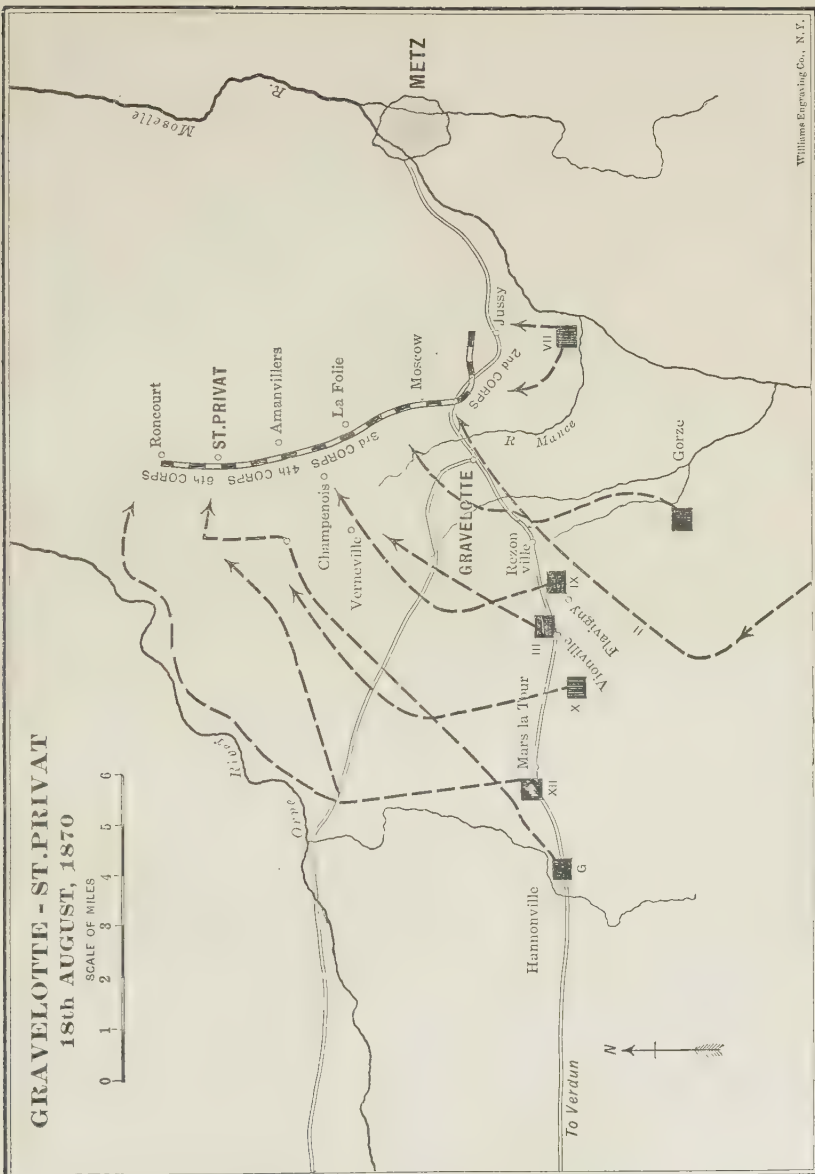 GRAVELOTTE - ST. PRIVAT
18th AUGUST, 1870
SCALE OF MILES
0 1 2 3 4 5 6
Moselle R.
METZ
Roncourt
ST. PRIVAT
Amanvillers
La Folie
Moscow
Jussy
6th CORPS
4th CORPS
3rd CORPS
2nd CORPS
Champenois
Verneville
GRAVELOTTE
R Mance
VII
Gorze
Rezon
ville
IX
Flavigny
III
Vionville
II
X
Mars la Tour
XII
G
Hannonville
Orne
River
To Verdun
N
Williams Engraving Co., N.Y.